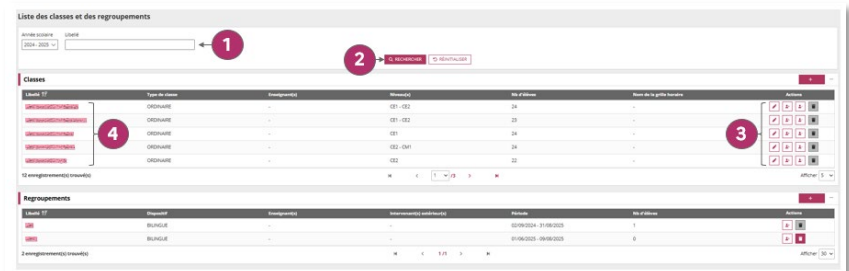 Liste des classes et des regroupements
Année scolaire Libellé
2024 - 2025
1
2
RECHERCHER RÉINITIALISER
Classes
+
Libellé Type de classe Enseignant(s) Niveau(x) Nb d'élèves Nom de la grille horaire Actions
ORDINAIRE - CE1 - CE2 24 -
ORDINAIRE - CE1 - CE2 23 -
4 ORDINAIRE - CE1 24 - 3
ORDINAIRE - CE2 - CM1 24 -
ORDINAIRE - CE2 22 -
12 enregistrement(s) trouvé(s) 1 /3 Afficher 5
Regroupements
+
Libellé Dispositif Enseignant(s) Intervenant(s) extérieur(s) Période Nb d'élèves Actions
BILINGUE - - 02/09/2024 - 31/08/2025 1
BILINGUE - - 01/06/2025 - 09/08/2025 0
2 enregistrement(s) trouvé(s) 1 /1 Afficher 30